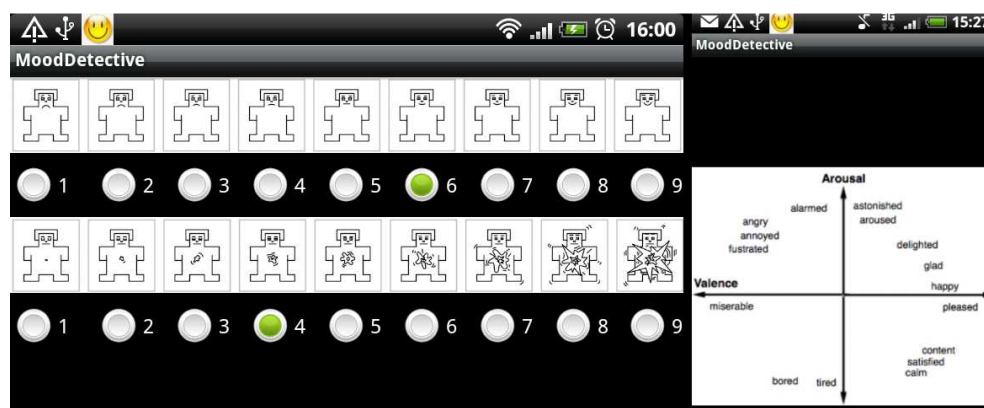 16:00
MoodDetective
1 2 3 4 5 6 7 8 9
1 2 3 4 5 6 7 8 9
3G 15:27
MoodDetective
Arousal
alarmed astonished
angry aroused
annoyed
fustrated delighted
glad
Valence happy
miserable pleased
content
satisfied
calm
bored tired